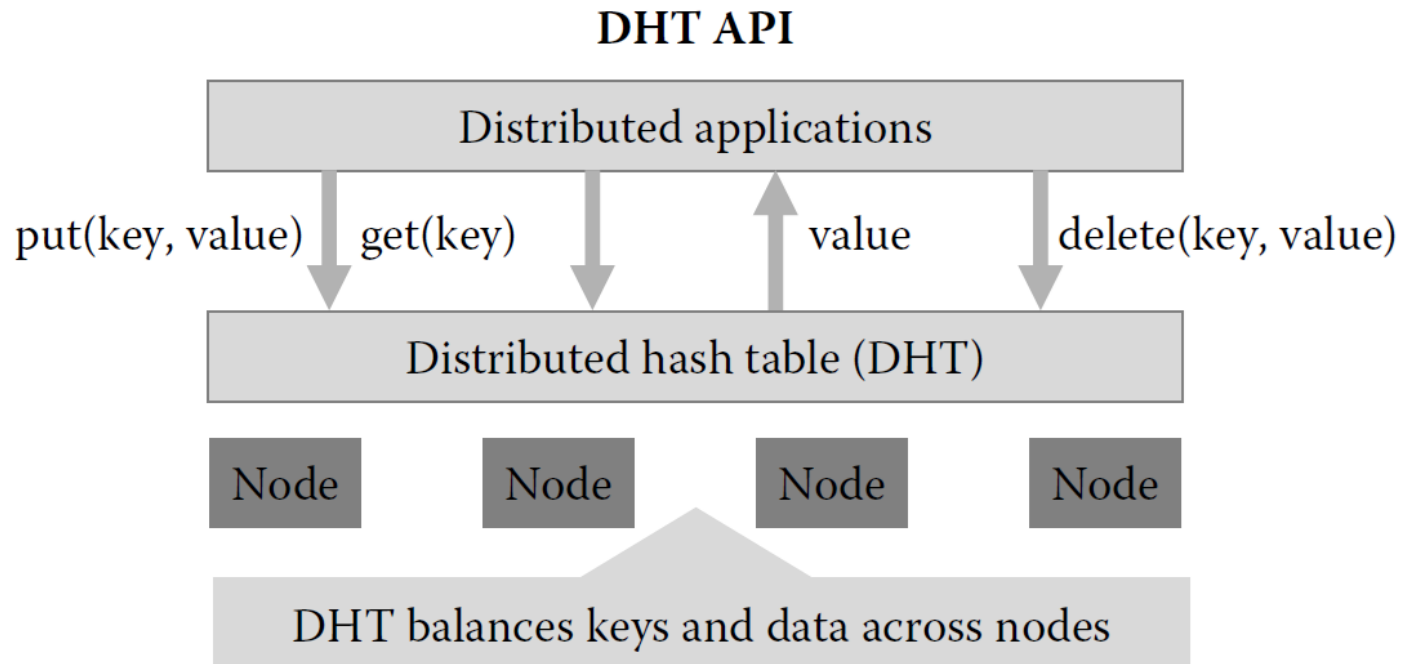 DHT API
Distributed applications
put(key, value)
get(key)
value
delete(key, value)
Distributed hash table (DHT)
Node
Node
Node
Node
DHT balances keys and data across nodes